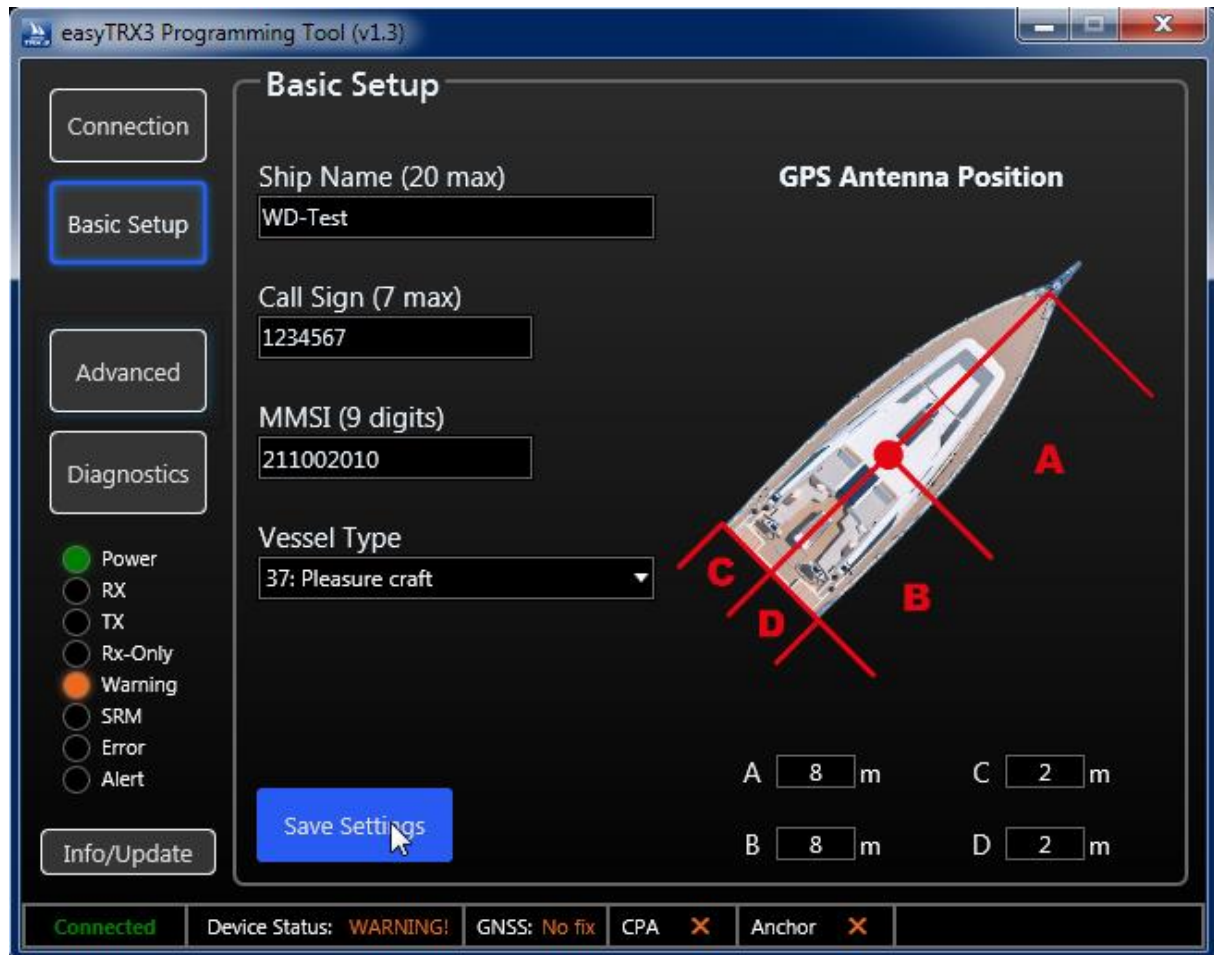 easyTRX3 Programming Tool (v1.3)
Connection
Basic Setup
Advanced
Diagnostics
Power
RX
TX
Rx-Only
Warning
SRM
Error
Alert
Info/Update
Basic Setup
Ship Name (20 max)
WD-Test
Call Sign (7 max)
1234567
MMSI (9 digits)
211002010
Vessel Type
37: Pleasure craft
Save Settings
GPS Antenna Position
A
B
C
D
A 8 m C 2 m
B 8 m D 2 m
Connected Device Status: WARNING! GNSS: No fix CPA X Anchor X